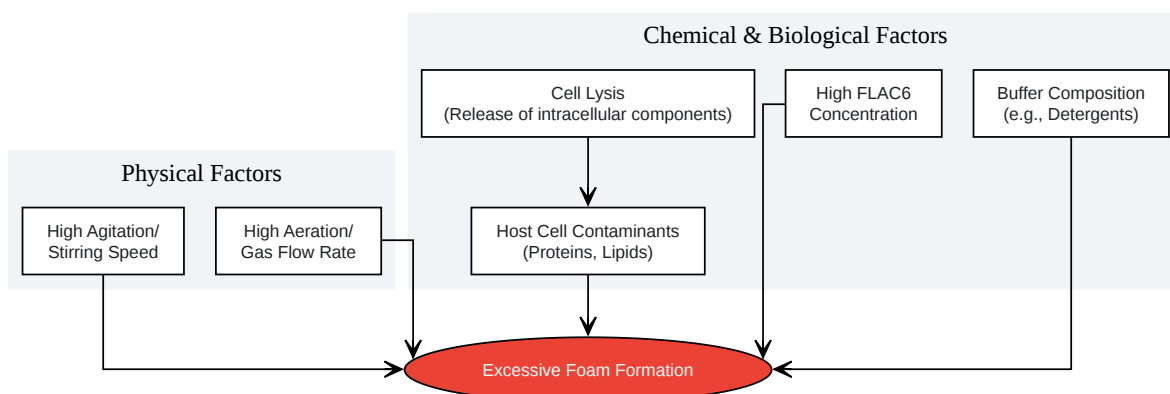 Chemical & Biological Factors
Cell Lysis
(Release of intracellular components)
High FLAC6
Concentration
Buffer Composition
(e.g., Detergents)
Physical Factors
High Agitation/
Stirring Speed
High Aeration/
Gas Flow Rate
Host Cell Contaminants
(Proteins, Lipids)
Excessive Foam Formation